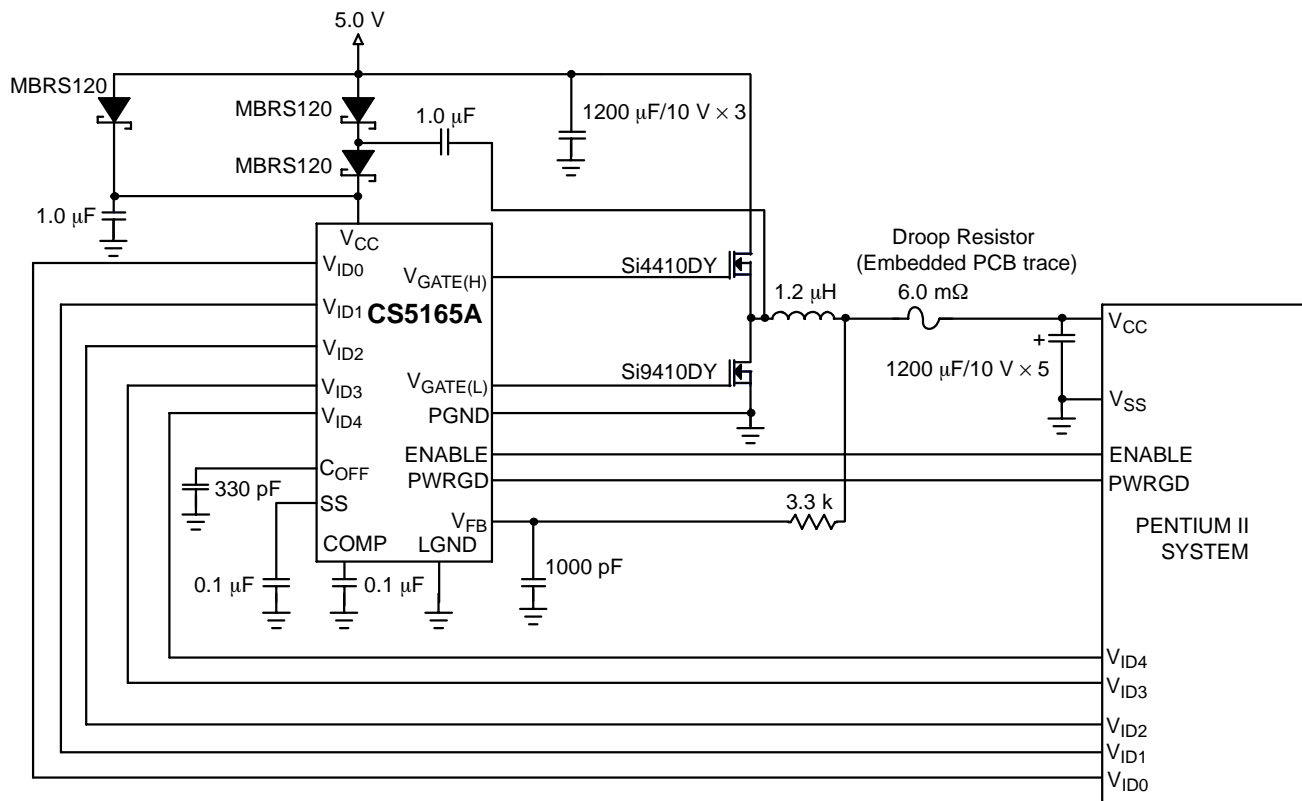 5.0 V
MBRS120
MBRS120
1.0 μF
1200 μF/10 V × 3
MBRS120
1.0 μF
VCC
VID0
VGATE(H)
Si4410DY
Droop Resistor
(Embedded PCB trace)
1.2 μH
6.0 mΩ
VID1
CS5165A
VCC
VID2
+
1200 μF/10 V × 5
VID3
VGATE(L)
Si9410DY
VSS
VID4
PGND
ENABLE
ENABLE
COFF
PWRGD
PWRGD
330 pF
SS
3.3 k
VFB
PENTIUM II
SYSTEM
COMP
LGND
1000 pF
0.1 μF
0.1 μF
VID4
VID3
VID2
VID1
VID0